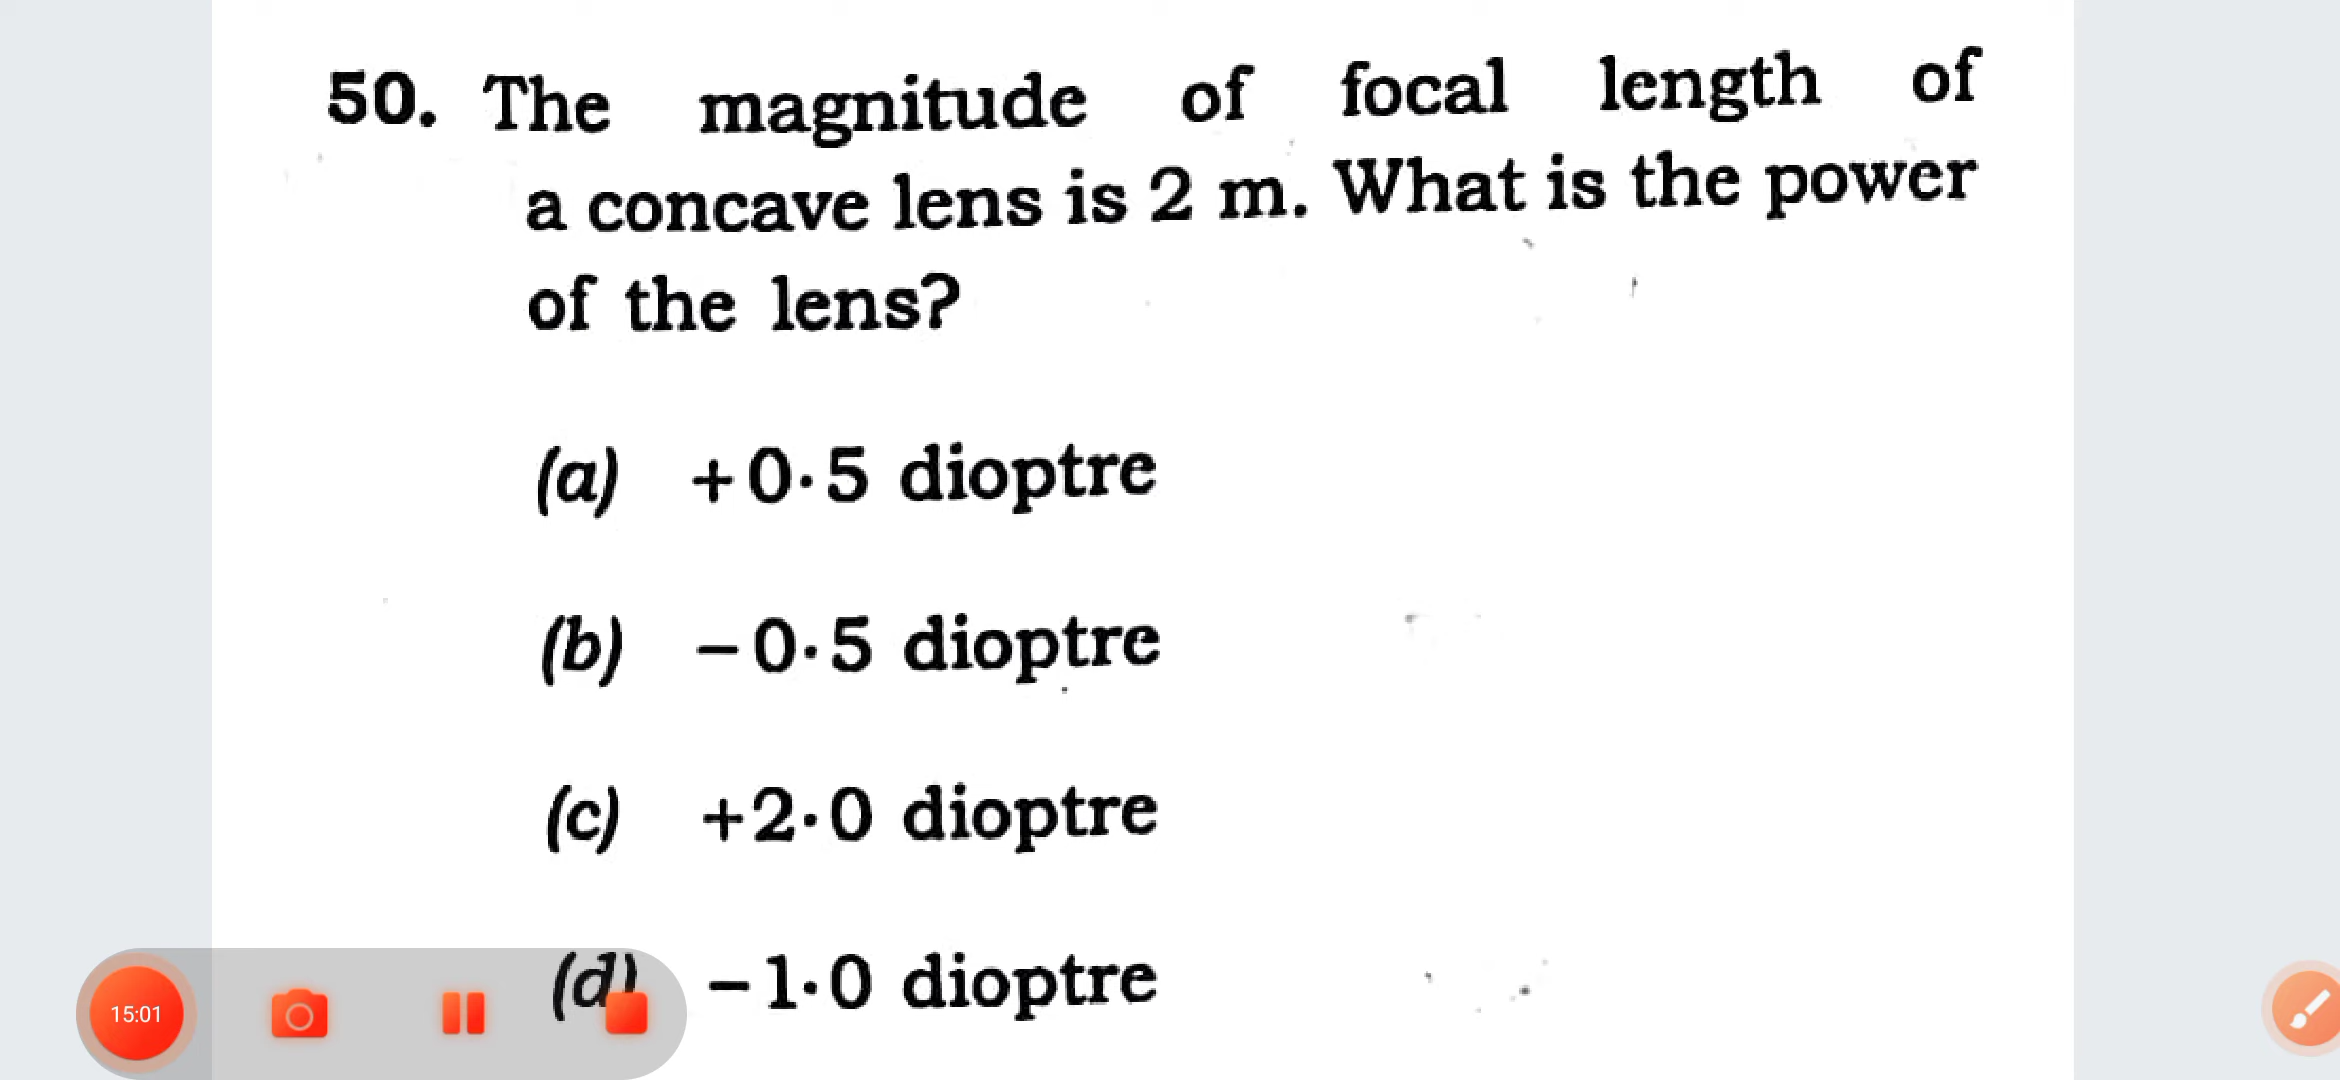 50. The magnitude of focal length of
a concave lens is 2 m. What is the power
of the lens?
(a) +0·5 dioptre
(b) −0·5 dioptre
(c) +2·0 dioptre
(d) −1·0 dioptre
15:01